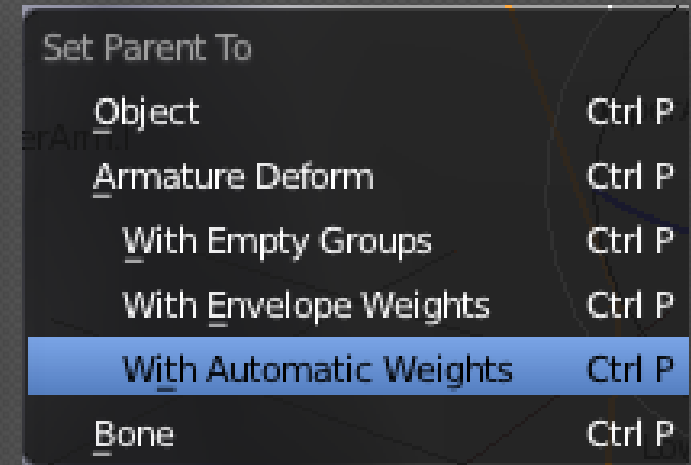 Set Parent To
Object Ctrl P
Armature Deform Ctrl P
With Empty Groups Ctrl P
With Envelope Weights Ctrl P
With Automatic Weights Ctrl P
Bone Ctrl P